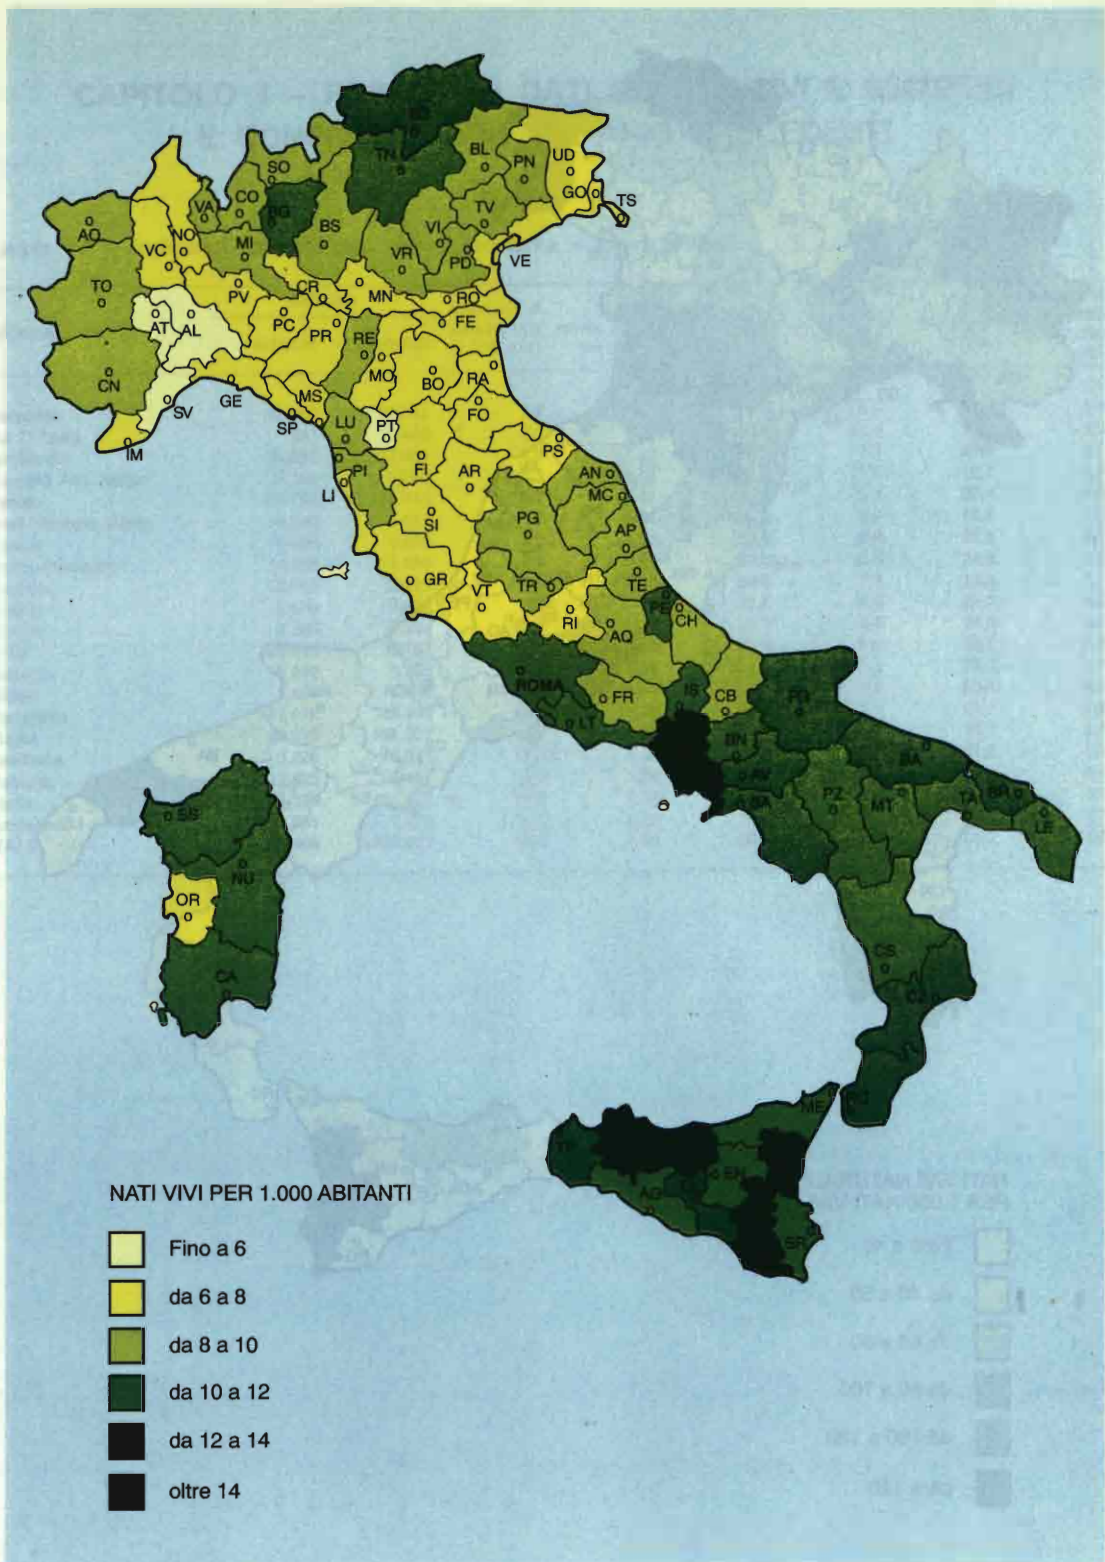 BZ
TN
SO
BL
PN
UD
GO
TS
AO
VA
CO
BG
BS
TV
VI
VC
NO
MI
VR
PD
VE
TO
PV
CR
MN
RO
AT
AL
PC
PR
RE
FE
CN
MO
BO
RA
SV
GE
SP
MS
LU
PT
FO
IM
PI
FI
AR
PS
AN
LI
MC
SI
PG
AP
GR
VT
TR
TE
RI
PE
CH
AQ
ROMA
FR
IS
CB
FG
LT
BN
AV
BA
SA
PZ
MT
TA
BR
LE
SS
NU
OR
CA
CS
CZ
ME
RC
TP
EN
AG
SR
NATI VIVI PER 1.000 ABITANTI
Fino a 6
da 6 a 8
da 8 a 10
da 10 a 12
da 12 a 14
oltre 14